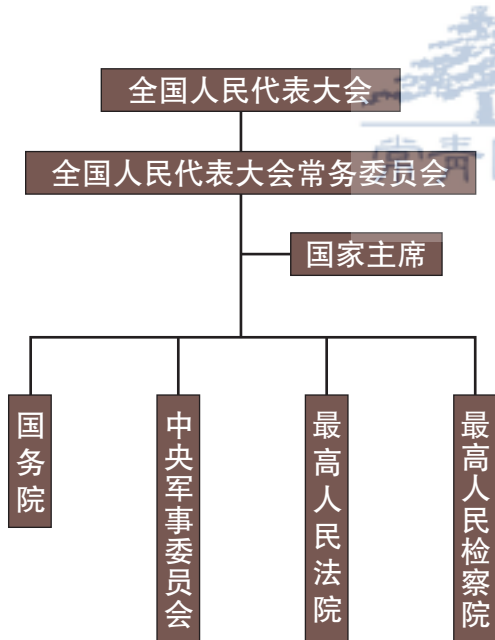 全国人民代表大会
全国人民代表大会常务委员会
国家主席
国务院
中央军事委员会
最高人民法院
最高人民检察院